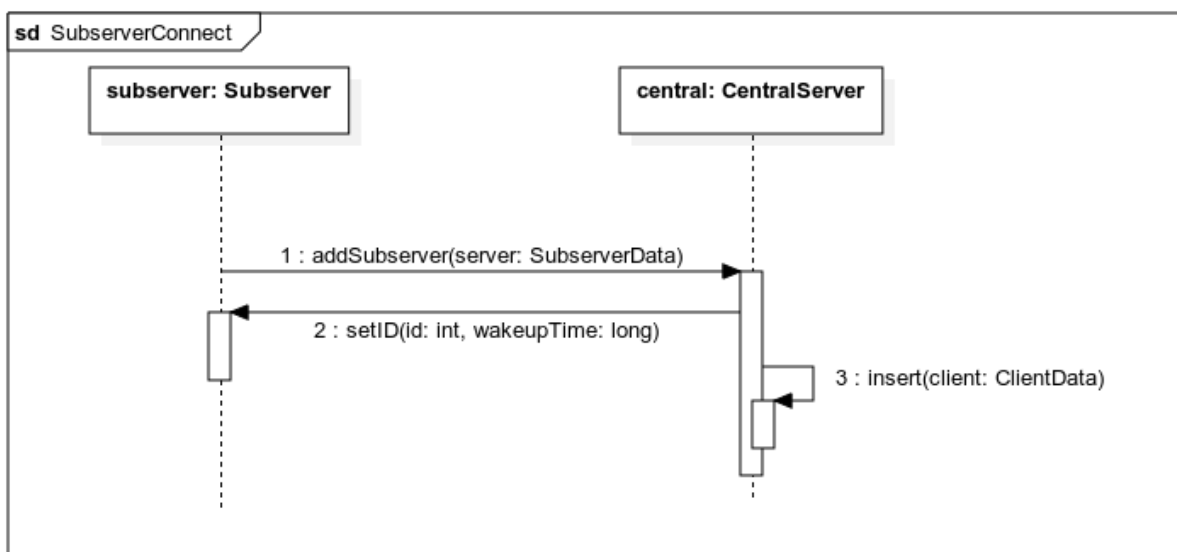 sd SubserverConnect
subserver: Subserver
central: CentralServer
1 : addSubserver(server: SubserverData)
2 : setID(id: int, wakeupTime: long)
3 : insert(client: ClientData)